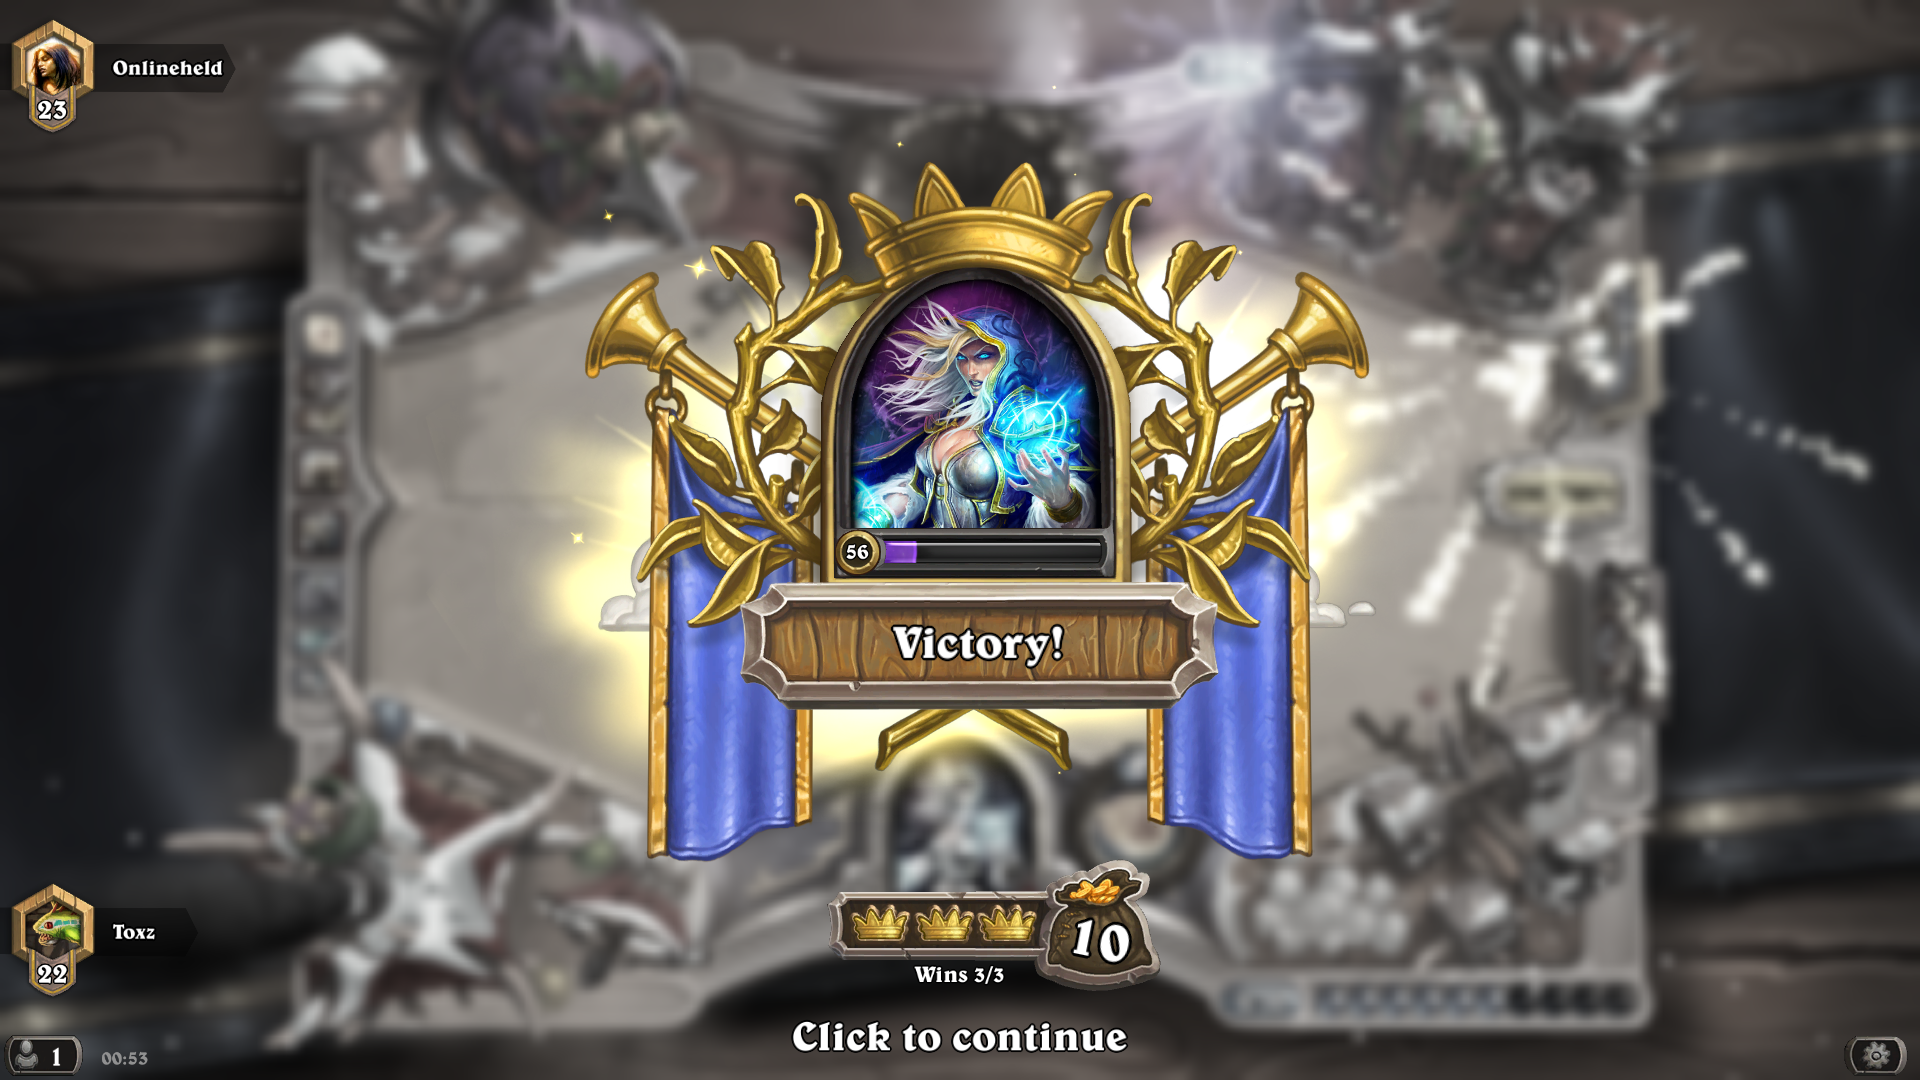 Onlineheld
23
56
Victory!
Toxz
22
10
Wins 3/3
Click to continue
1
00:53